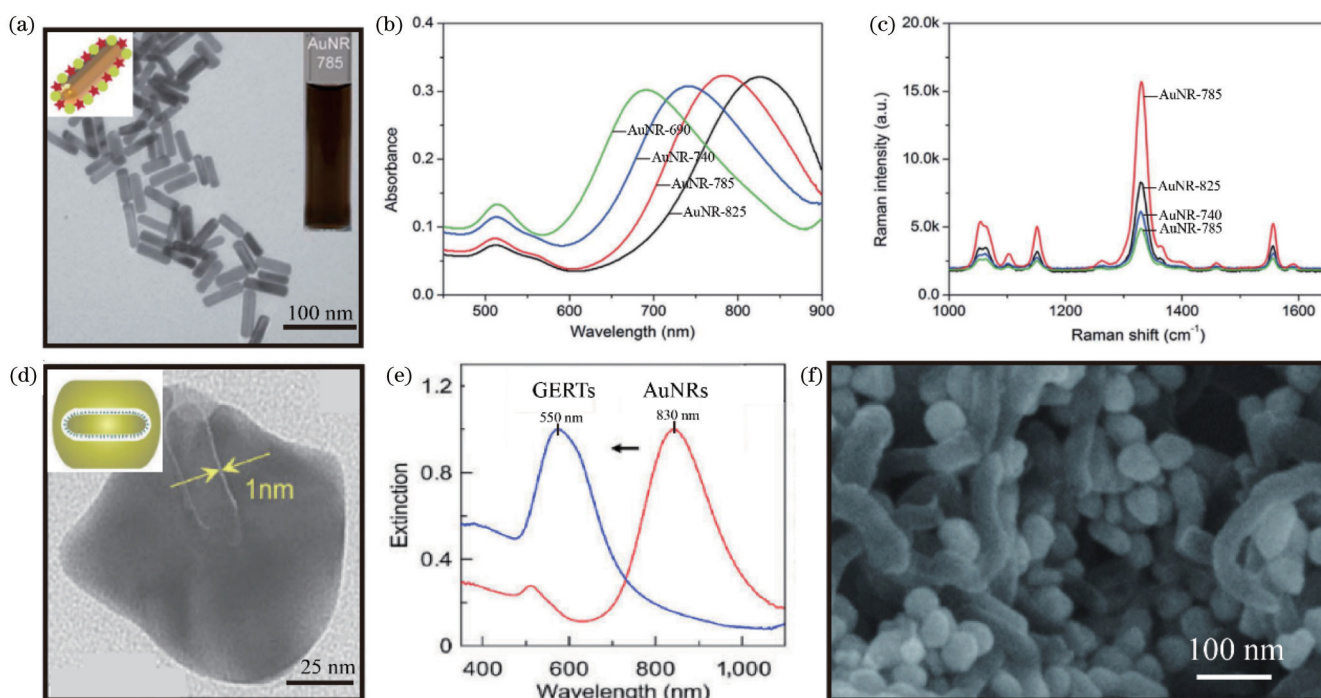 (a)
AuNR
785
100 nm
(b)
0.4
0.3
0.2
0.1
0.0
Absorbance
AuNR-690
AuNR-740
AuNR-785
AuNR-825
500
600
700
800
900
Wavelength (nm)
(c)
20.0k
15.0k
10.0k
5.0k
0.0
Raman intensity (a.u.)
AuNR-785
AuNR-825
AuNR-740
AuNR-785
1000
1200
1400
1600
Raman shift (cm⁻¹)
(d)
1nm
25 nm
(e)
1.2
0.8
0.4
0
Extinction
GERTs
550 nm
AuNRs
830 nm
400
600
800
1,000
Wavelength (nm)
(f)
100 nm